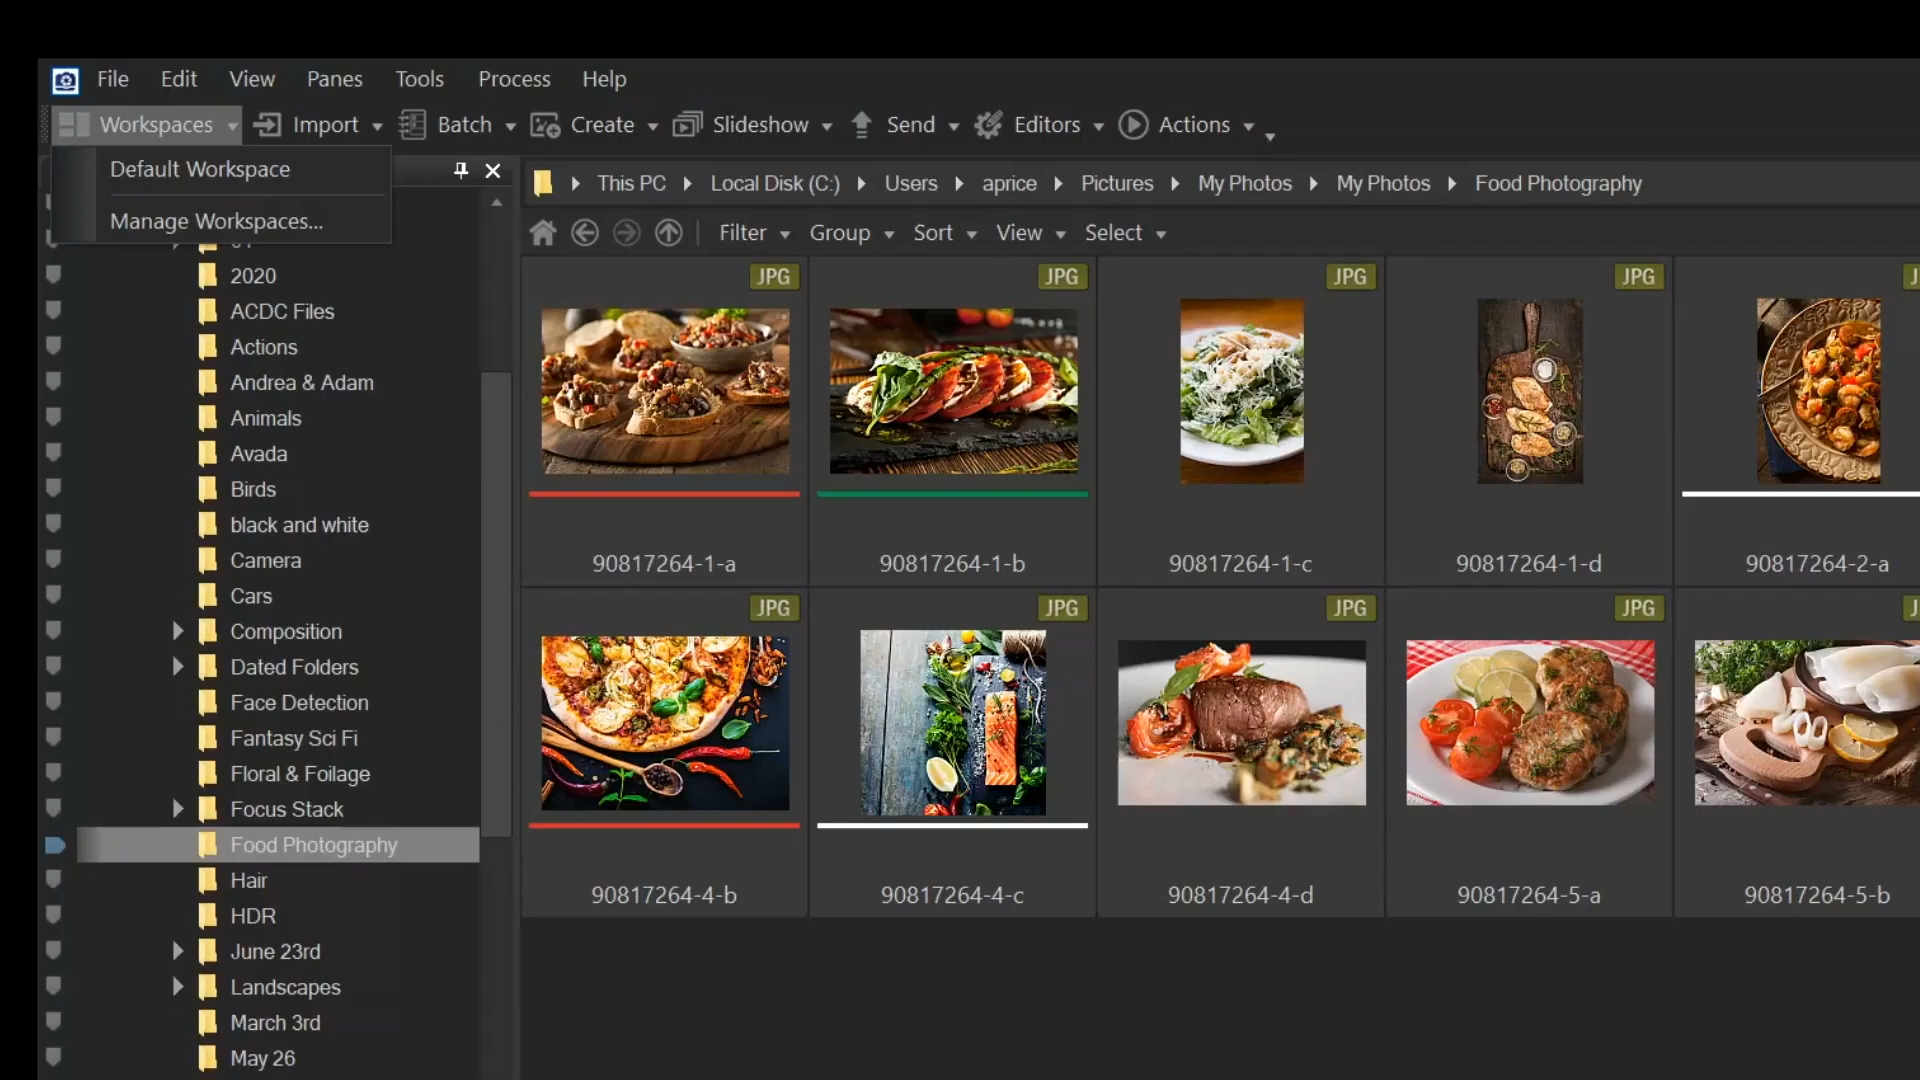 File Edit View Panes Tools Process Help
Workspaces Import Batch Create Slideshow Send Editors Actions
Default Workspace
Manage Workspaces...
This PC Local Disk (C:) Users aprice Pictures My Photos My Photos Food Photography
Filter Group Sort View Select
2020
ACDC Files
Actions
Andrea & Adam
Animals
Avada
Birds
black and white
Camera
Cars
Composition
Dated Folders
Face Detection
Fantasy Sci Fi
Floral & Foilage
Focus Stack
Food Photography
Hair
HDR
June 23rd
Landscapes
March 3rd
May 26
JPG JPG JPG JPG
90817264-1-a 90817264-1-b 90817264-1-c 90817264-1-d 90817264-2-a
JPG JPG JPG JPG
90817264-4-b 90817264-4-c 90817264-4-d 90817264-5-a 90817264-5-b